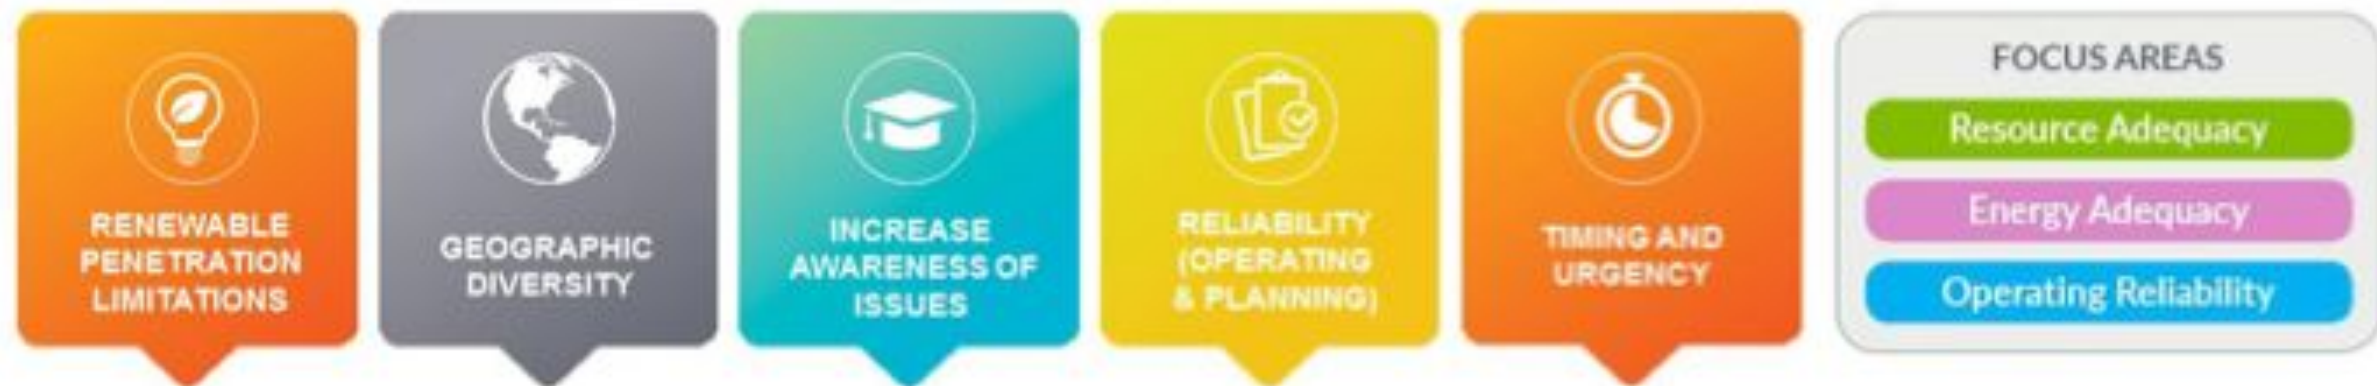 RENEWABLE
PENETRATION
LIMITATIONS
GEOGRAPHIC
DIVERSITY
INCREASE
AWARENESS OF
ISSUES
RELIABILITY
(OPERATING
& PLANNING)
TIMING AND
URGENCY
FOCUS AREAS
Resource Adequacy
Energy Adequacy
Operating Reliability